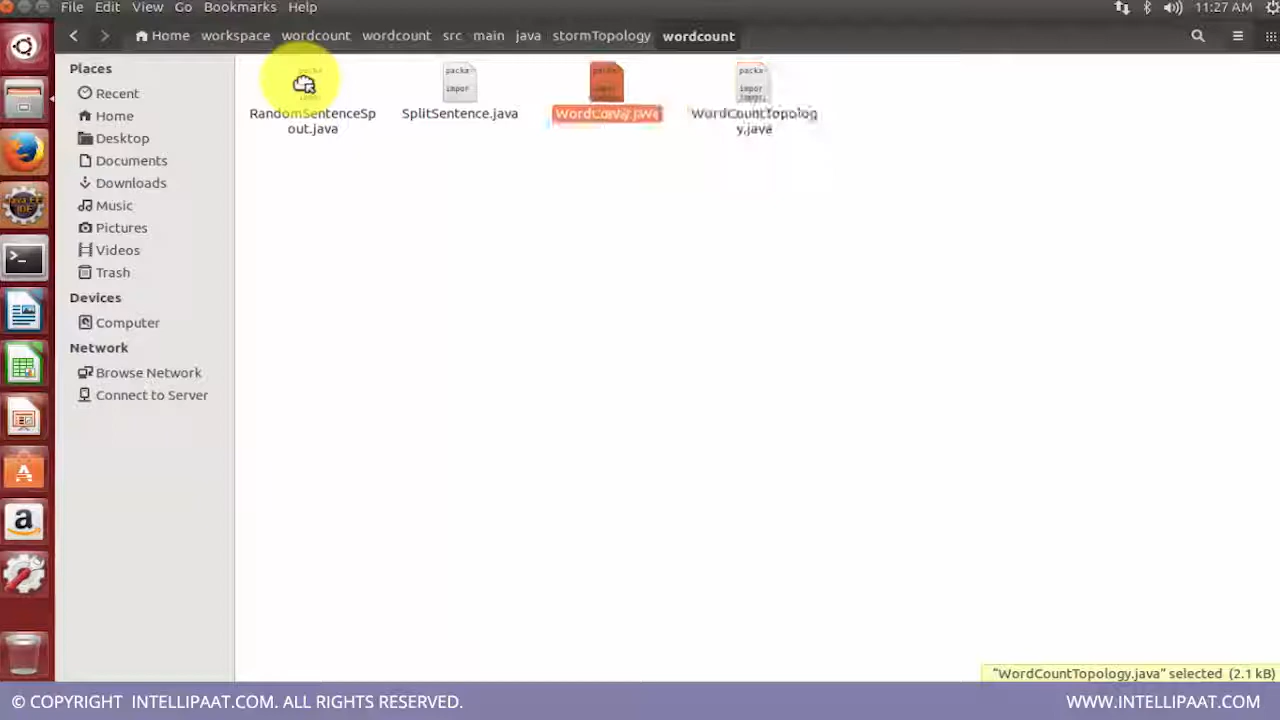 File Edit View Go Bookmarks Help
11:27 AM
Home workspace wordcount wordcount src main java stormTopology wordcount
Places
Recent
Home
Desktop
Documents
Downloads
Music
Pictures
Videos
Trash
Devices
Computer
Network
Browse Network
Connect to Server
RandomSentenceSp
out.java
SplitSentence.java
WordCountTopolog
y.java
"WordCountTopology.java" selected (2.1 kB)
© COPYRIGHT INTELLIPAAT.COM. ALL RIGHTS RESERVED.
WWW.INTELLIPAAT.COM